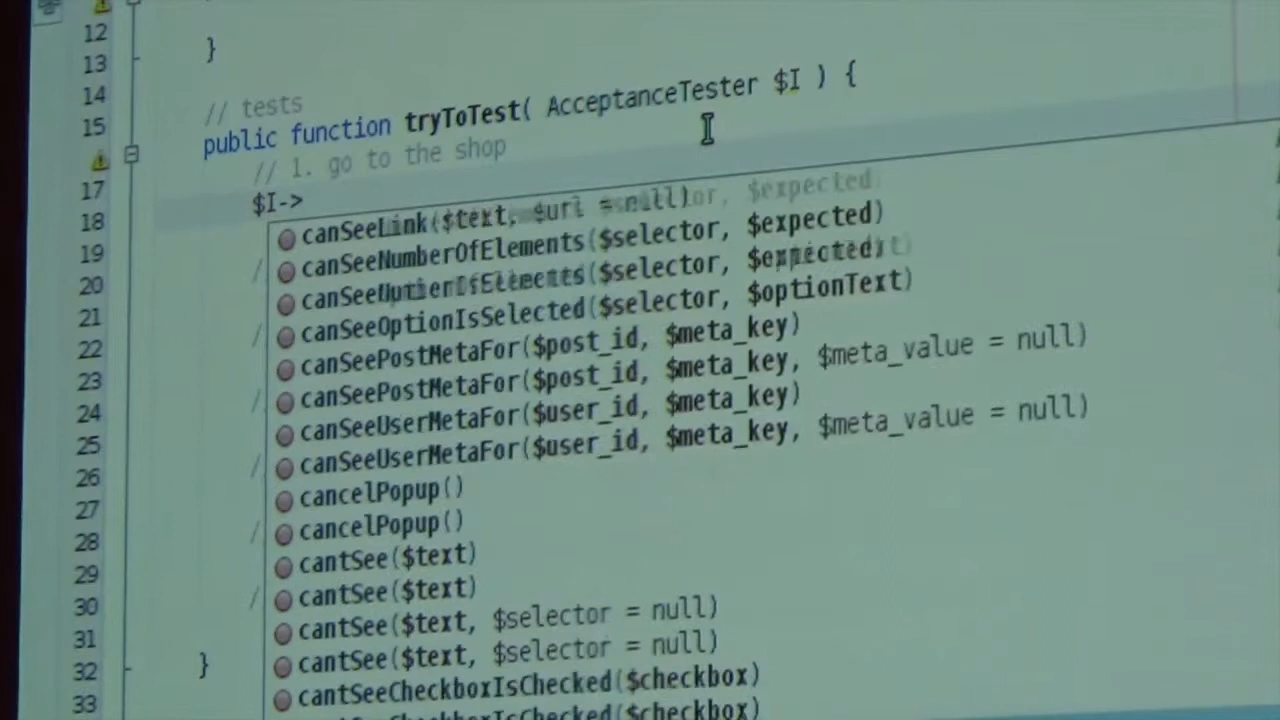 12
13 }
14
15 // tests
public function tryToTest( AcceptanceTester $I ) {
17 // 1. go to the shop
18 $I->
19 canSeeLink($text, $url = null)
20 / canSeeNumberOfElements($selector, $expected)
21 $expected)
22 / canSeeOptionIsSelected($selector, $optionText)
23 canSeePostMetaFor($post_id, $meta_key)
24 / canSeePostMetaFor($post_id, $meta_key, $meta_value = null)
25 canSeeUserMetaFor($user_id, $meta_key)
26 / canSeeUserMetaFor($user_id, $meta_key, $meta_value = null)
27 cancelPopup()
28 / cancelPopup()
29 cantSee($text)
30 / cantSee($text)
31 cantSee($text, $selector = null)
32 } cantSee($text, $selector = null)
33 cantSeeCheckboxIsChecked($checkbox)
cantSeeCheckboxIsChecked($checkbox)